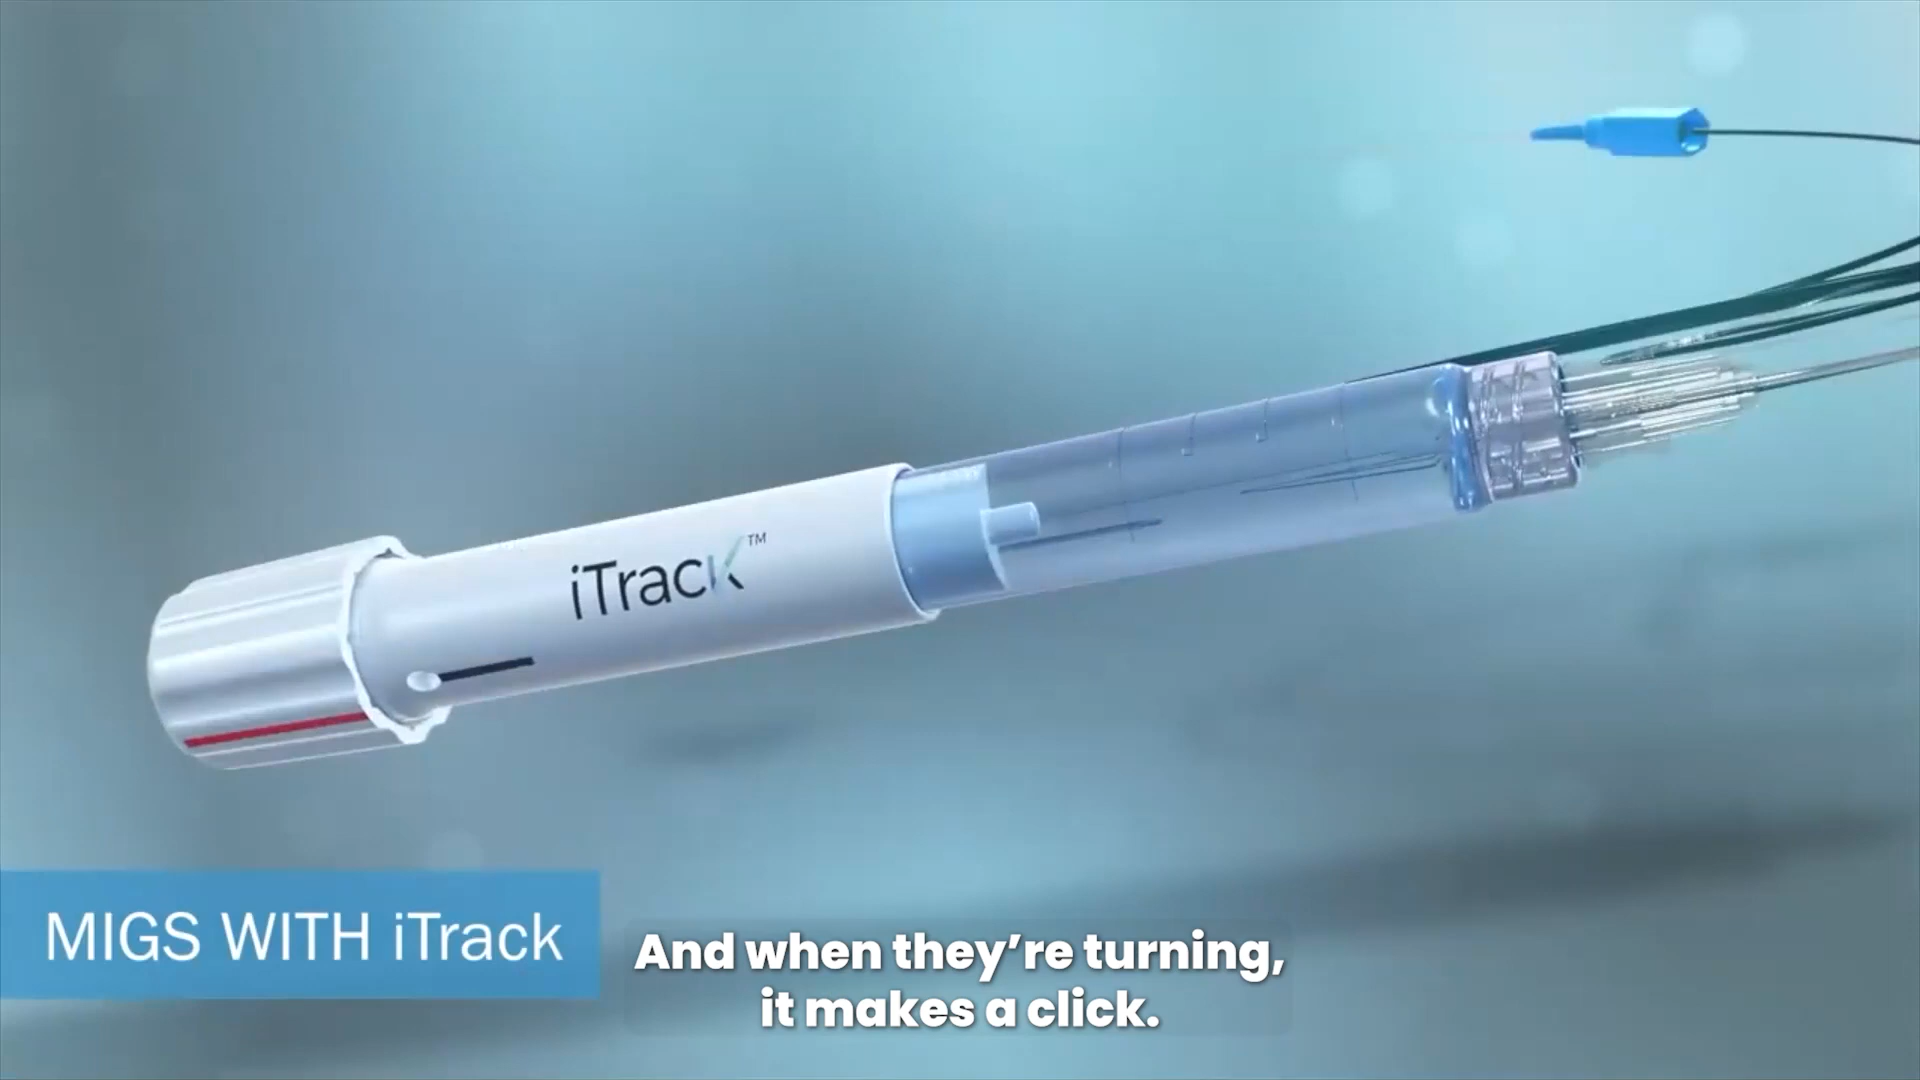 iTrack™
MIGS WITH iTrack
And when they’re turning,
it makes a click.